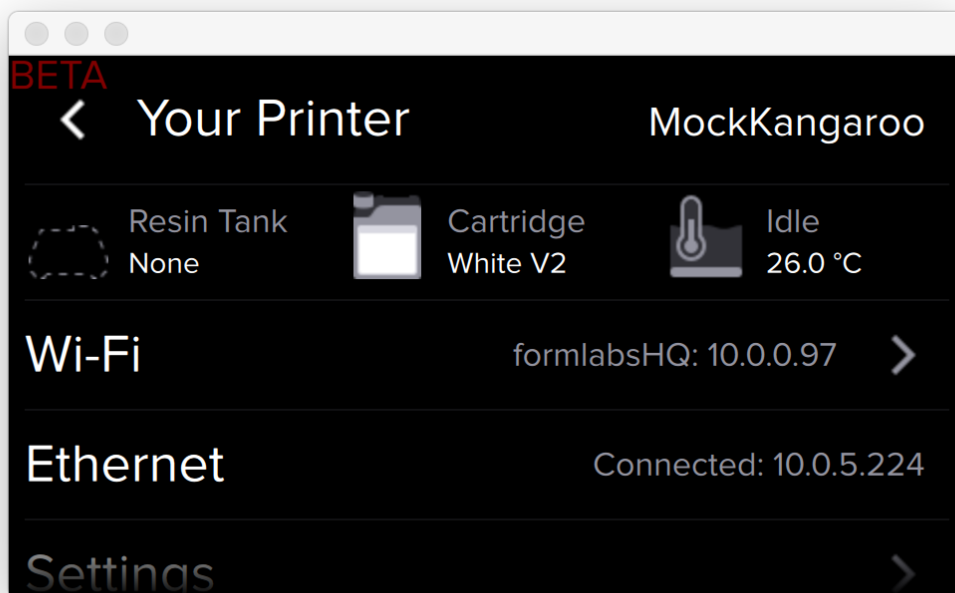 BETA
Your Printer
MockKangaroo
Resin Tank
None
Cartridge
White V2
Idle
26.0 °C
Wi-Fi
formlabsHQ: 10.0.0.97
Ethernet
Connected: 10.0.5.224
Settings